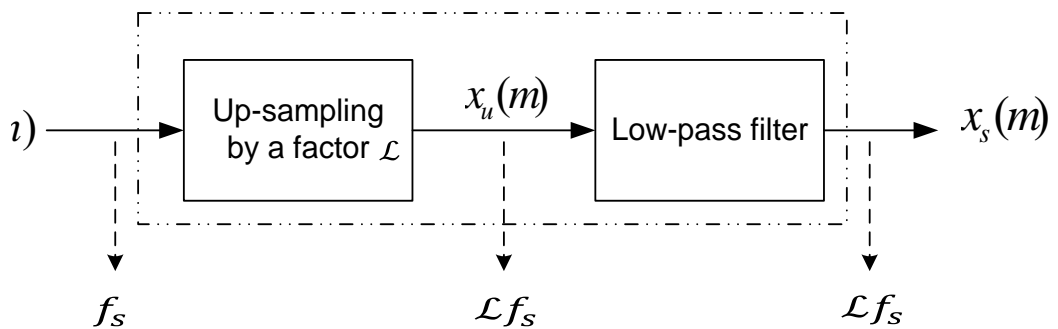 Up-sampling
by a factor ℒ
x_u(m)
Low-pass filter
x_s(m)
f_s
ℒf_s
ℒf_s